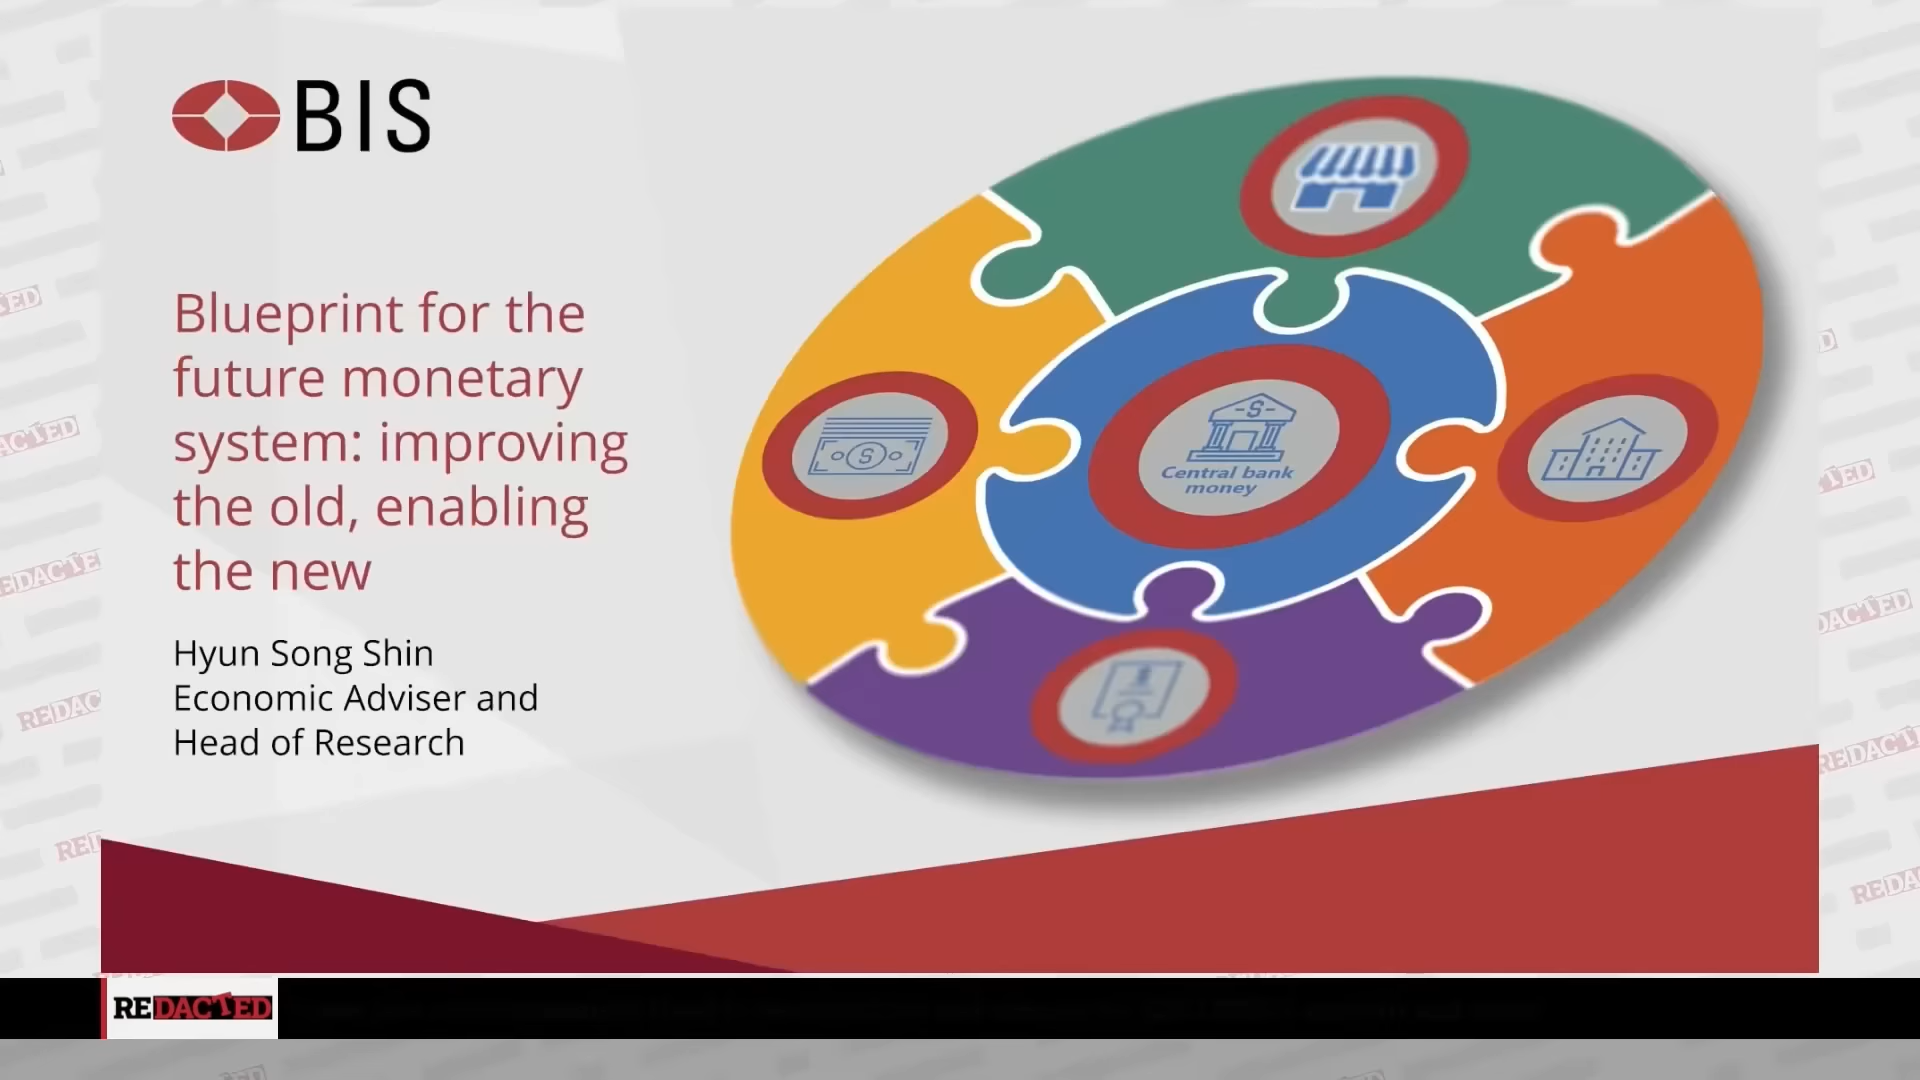 BIS
Blueprint for the
future monetary
system: improving
the old, enabling
the new
Hyun Song Shin
Economic Adviser and
Head of Research
Central bank
money
REDACTED